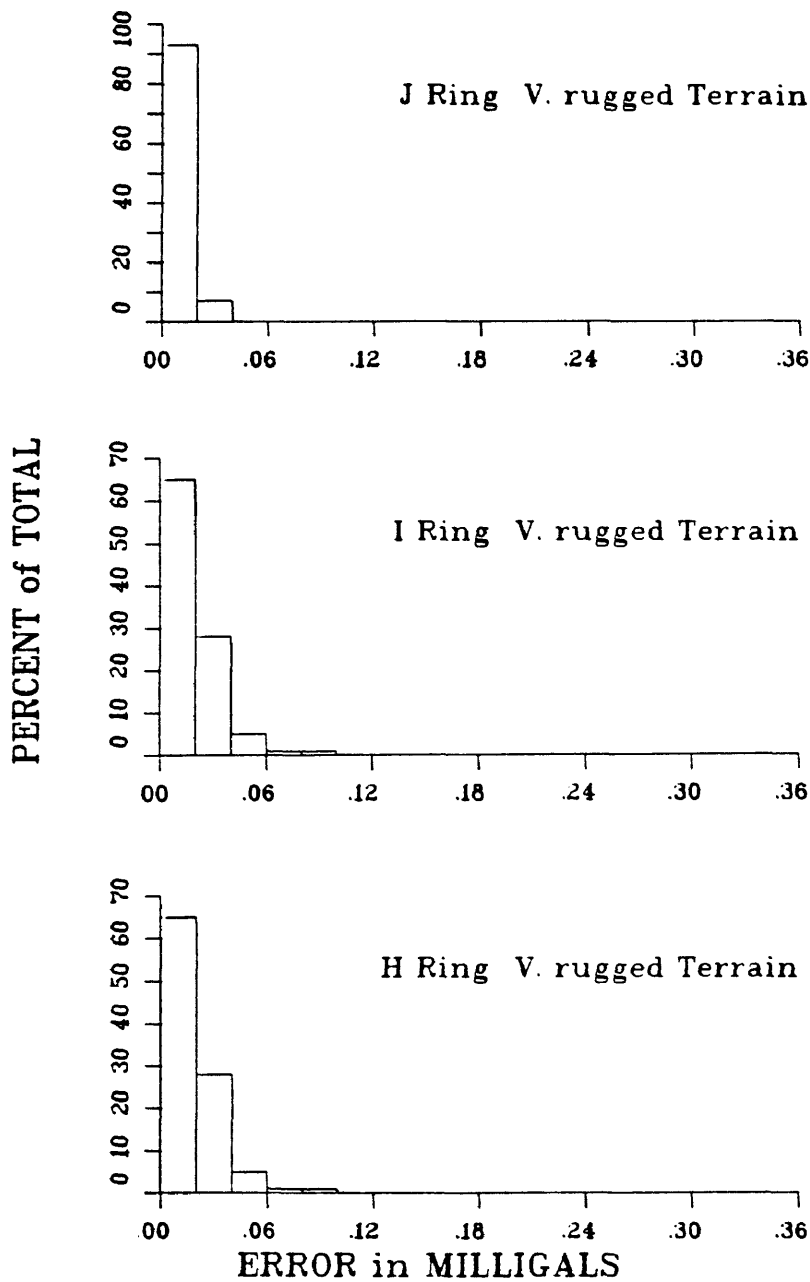 100
80
60
40
20
0
J Ring V. rugged Terrain
00 .06 .12 .18 .24 .30 .36
PERCENT of TOTAL
70
60
50
40
30
20
10
0
I Ring V. rugged Terrain
00 .06 .12 .18 .24 .30 .36
70
60
50
40
30
20
10
0
H Ring V. rugged Terrain
.00 .06 .12 .18 .24 .30 .36
ERROR in MILLIGALS